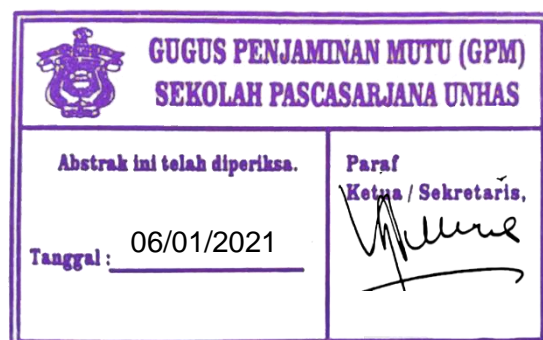 GUGUS PENJAMINAN MUTU (GPM)
SEKOLAH PASCASARJANA UNHAS
Abstrak ini telah diperiksa.
Tanggal : 06/01/2021
Paraf
Ketua / Sekretaris,